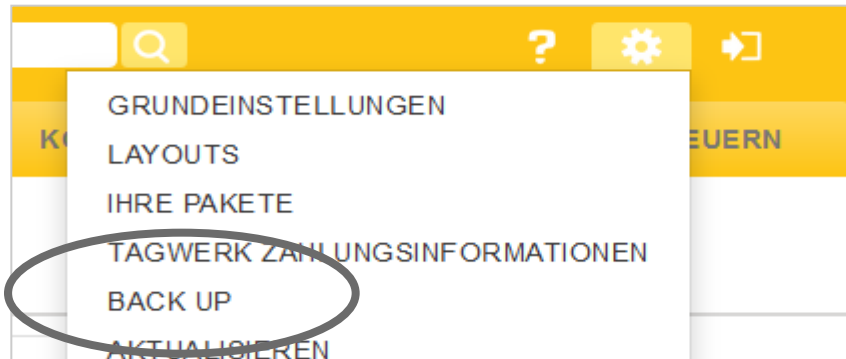 ?
GRUNDEINSTELLUNGEN
LAYOUTS
IHRE PAKETE
TAGWERK ZAHLUNGSINFORMATIONEN
BACK UP
AKTUALISIEREN